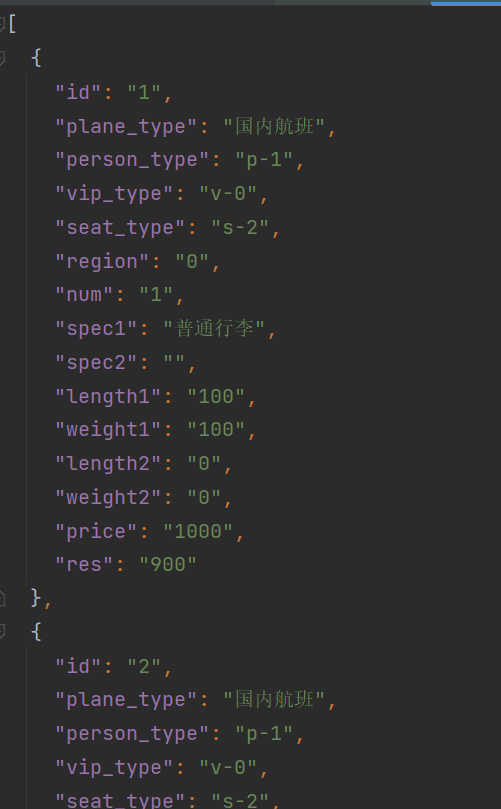 [
{
"id": "1",
"plane_type": "国内航班",
"person_type": "p-1",
"vip_type": "v-0",
"seat_type": "s-2",
"region": "0",
"num": "1",
"spec1": "普通行李",
"spec2": "",
"length1": "100",
"weight1": "100",
"length2": "0",
"weight2": "0",
"price": "1000",
"res": "900"
},
{
"id": "2",
"plane_type": "国内航班",
"person_type": "p-1",
"vip_type": "v-0",
"seat_type": "s-2",